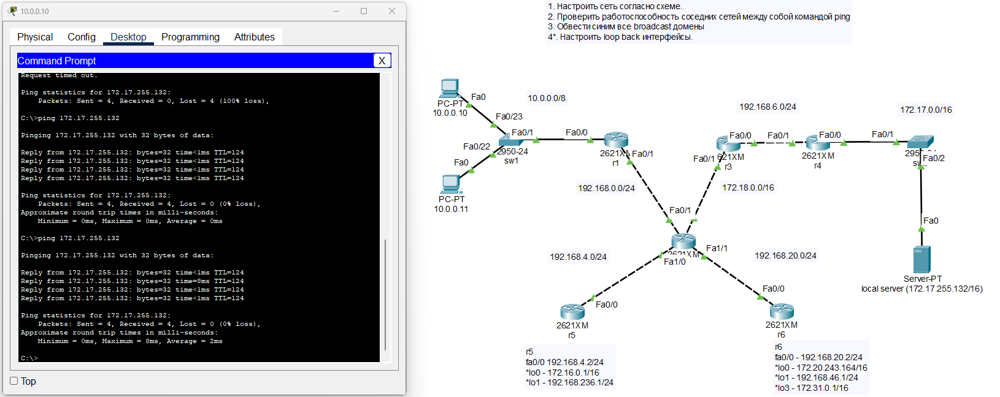 10.0.0.10
Physical Config Desktop Programming Attributes
Command Prompt X
Request timed out.
Ping statistics for 172.17.255.132:
Packets: Sent = 4, Received = 0, Lost = 4 (100% loss),
C:\>ping 172.17.255.132
Pinging 172.17.255.132 with 32 bytes of data:
Reply from 172.17.255.132: bytes=32 time<1ms TTL=124
Reply from 172.17.255.132: bytes=32 time<1ms TTL=124
Reply from 172.17.255.132: bytes=32 time<1ms TTL=124
Reply from 172.17.255.132: bytes=32 time<1ms TTL=124
Ping statistics for 172.17.255.132:
Packets: Sent = 4, Received = 4, Lost = 0 (0% loss),
Approximate round trip times in milli-seconds:
Minimum = 0ms, Maximum = 0ms, Average = 0ms
C:\>ping 172.17.255.132
Pinging 172.17.255.132 with 32 bytes of data:
Reply from 172.17.255.132: bytes=32 time<1ms TTL=124
Reply from 172.17.255.132: bytes=32 time=8ms TTL=124
Reply from 172.17.255.132: bytes=32 time<1ms TTL=124
Reply from 172.17.255.132: bytes=32 time<1ms TTL=124
Ping statistics for 172.17.255.132:
Packets: Sent = 4, Received = 4, Lost = 0 (0% loss),
Approximate round trip times in milli-seconds:
Minimum = 0ms, Maximum = 8ms, Average = 2ms
C:\>
Top
1. Настроить сеть согласно схеме.
2. Проверить работоспособность соседних сетей между собой командой ping
3. Обвести синим все broadcast домены
4*. Настроить loop back интерфейсы.
Fa0
PC-PT
10.0.0.10
10.0.0.0/8
Fa0/23
Fa0/1
Fa0/22
2950-24
sw1
Fa0
PC-PT
10.0.0.11
Fa0/0
2621XM
r1
Fa0/1
192.168.0.0/24
192.168.6.0/24
172.17.0.0/16
Fa0/0
Fa0/1
621XM
r3
Fa0/1
Fa0/0
2621XM
r4
Fa0/1
Fa0/2
172.18.0.0/16
Fa0/1
Fa1/1
2621XM
Fa1/0
192.168.4.0/24
192.168.20.0/24
Fa0
Server-PT
local server (172.17.255.132/16)
Fa0/0
2621XM
r5
Fa0/0
2621XM
r6
r5
fa0/0 192.168.4.2/24
*lo0 - 172.16.0.1/16
*lo1 - 192.168.236.1/24
r6
fa0/0 - 192.168.20.2/24
*lo0 - 172.20.243.164/16
*lo1 - 192.168.46.1/24
*lo3 - 172.31.0.1/16